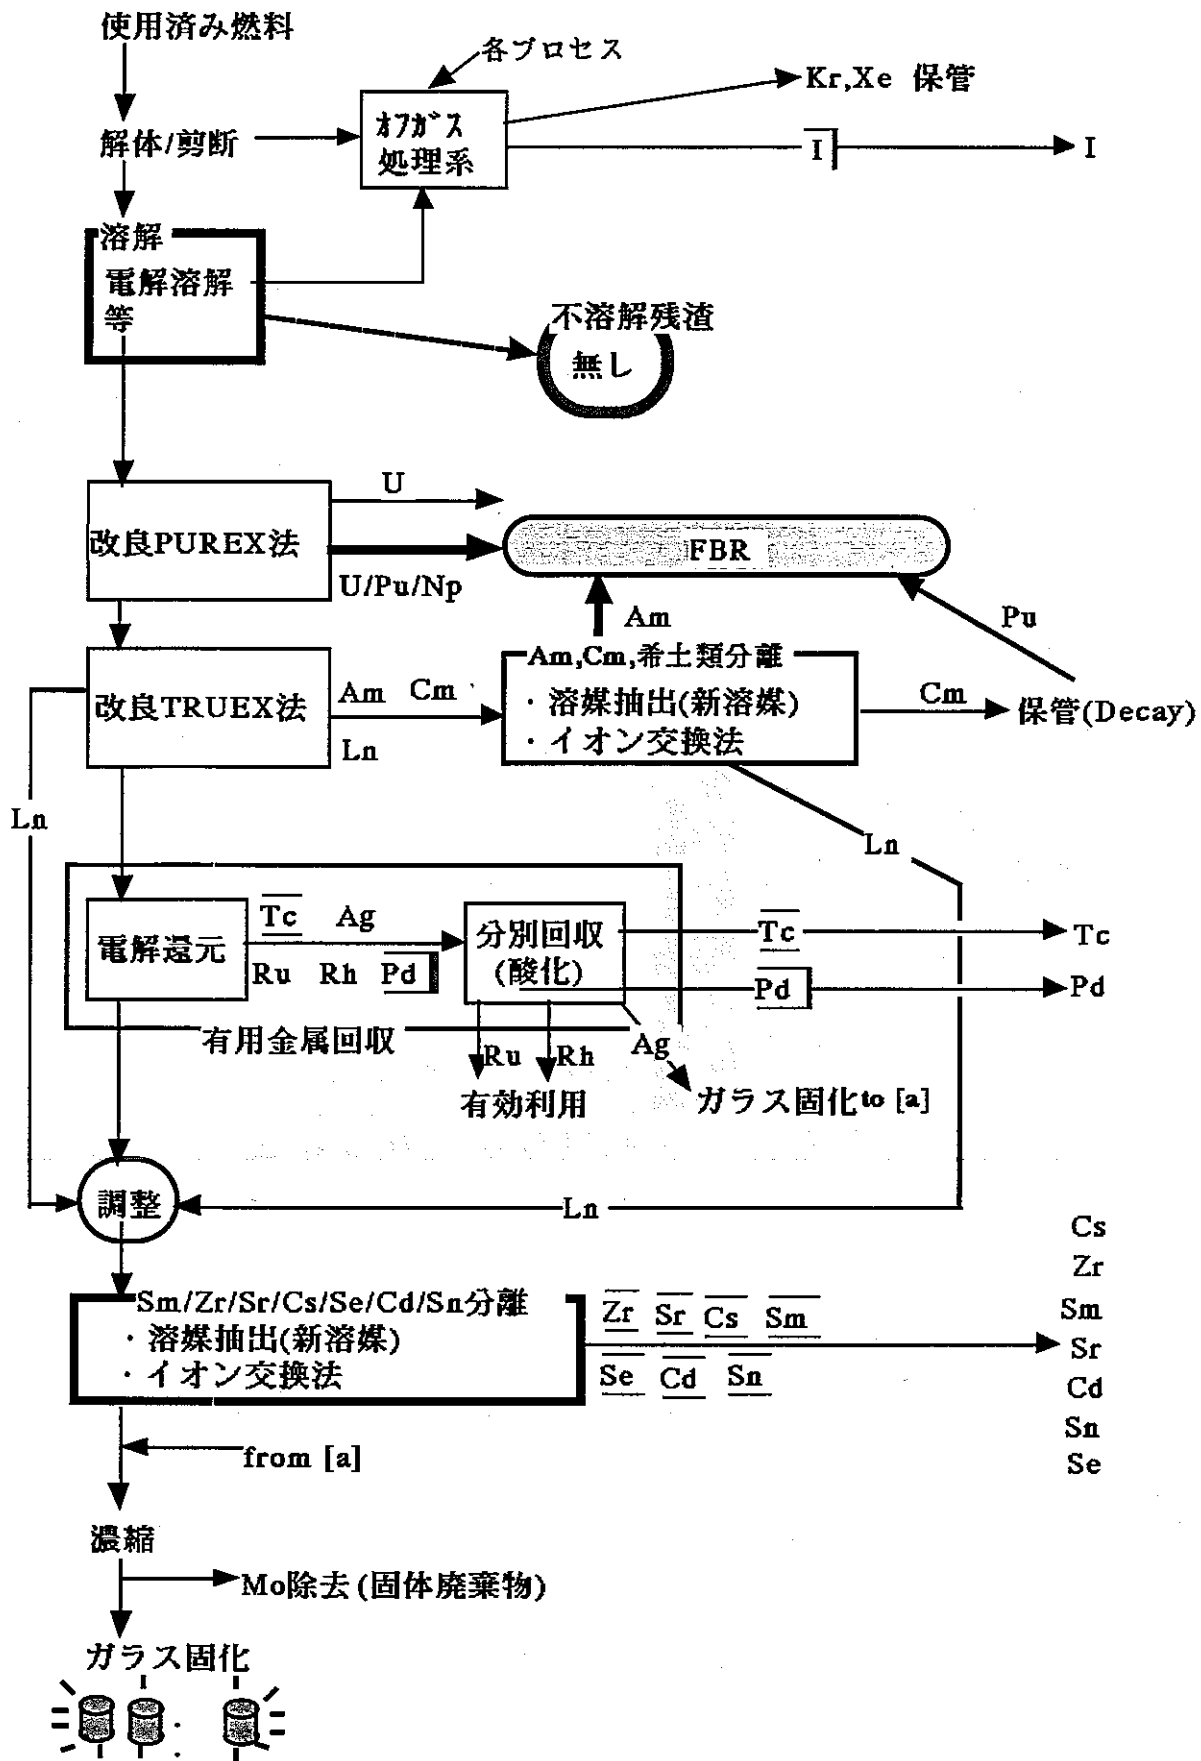 使用済み燃料
各プロセス
Kr,Xe 保管
解体/剪断
オフガス
処理系
I
I
溶解
電解溶解
等
不溶解残渣
無し
U
改良PUREX法
FBR
U/Pu/Np
Am
Pu
Am,Cm,希土類分離
改良TRUEX法
Am Cm
・溶媒抽出(新溶媒)
Cm
保管(Decay)
Ln
・イオン交換法
Ln
Ln
電解還元
Tc Ag
分別回収
(酸化)
Tc
Tc
Ru Rh Pd
Pd
Pd
有用金属回収
Ru
Rh
Ag
有効利用
ガラス固化to [a]
調整
Ln
Cs
Zr
Sm
Sr
Cd
Sn
Se
Sm/Zr/Sr/Cs/Se/Cd/Sn分離
・溶媒抽出(新溶媒)
・イオン交換法
Zr Sr Cs Sm
Se Cd Sn
from [a]
濃縮
Mo除去(固体廃棄物)
ガラス固化